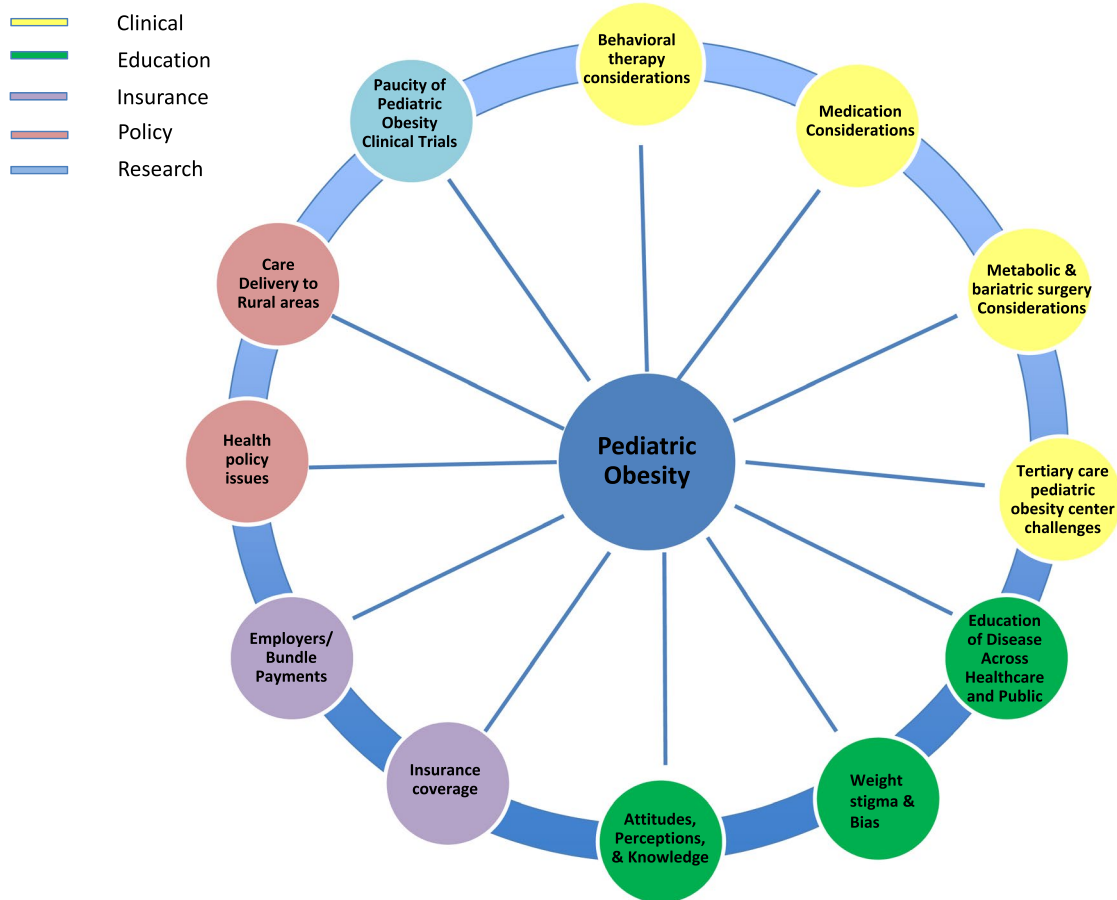 Clinical
Education
Insurance
Policy
Research
Behavioral
therapy
considerations
Medication
Considerations
Metabolic &
bariatric surgery
Considerations
Tertiary care
pediatric
obesity center
challenges
Education
of Disease
Across
Healthcare
and Public
Weight
stigma &
Bias
Attitudes,
Perceptions,
& Knowledge
Insurance
coverage
Employers/
Bundle
Payments
Health
policy
issues
Care
Delivery to
Rural areas
Paucity of
Pediatric
Obesity
Clinical Trials
Pediatric
Obesity